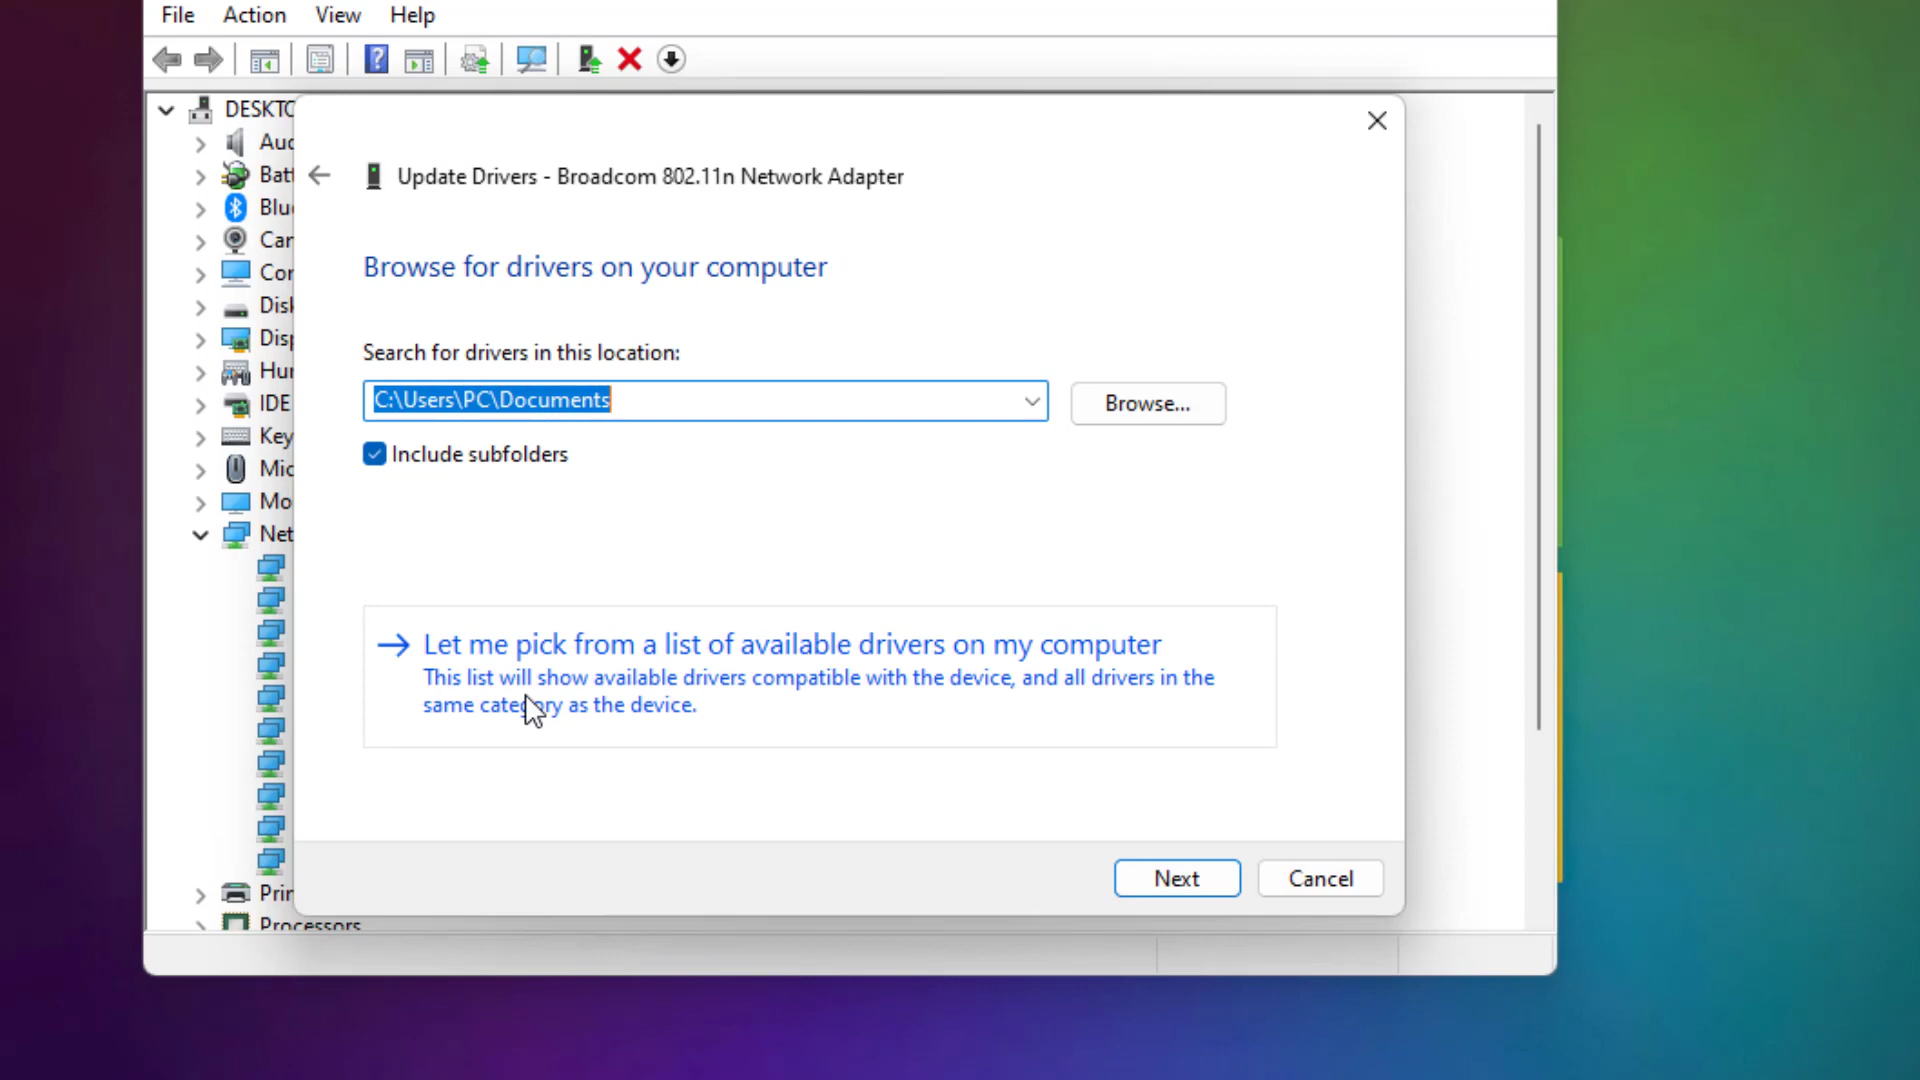 File Action View Help
DESKTO
Aud
Batt
Blu
Car
Cor
Disk
Disp
Hur
IDE
Key
Mic
Mo
Net
Prin
Processors
Update Drivers - Broadcom 802.11n Network Adapter
Browse for drivers on your computer
Search for drivers in this location:
C:\Users\PC\Documents
Browse...
Include subfolders
Let me pick from a list of available drivers on my computer
This list will show available drivers compatible with the device, and all drivers in the
same category as the device.
Next Cancel